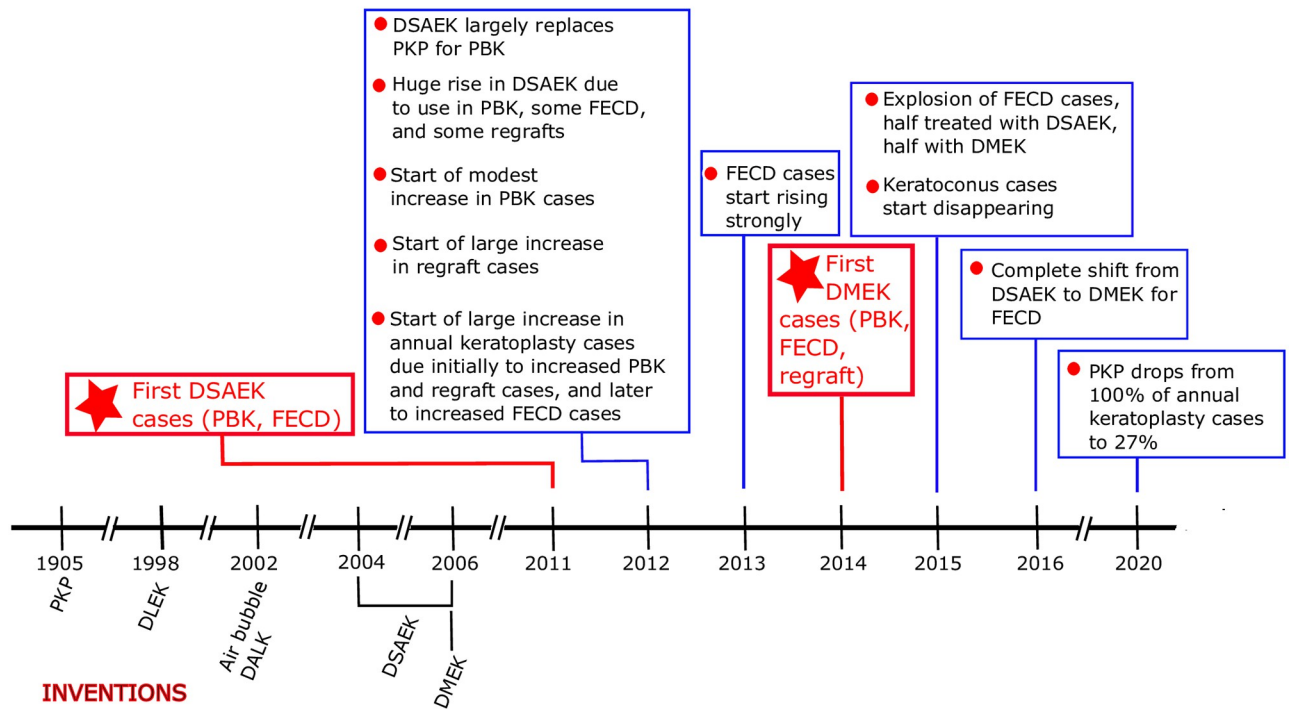 DSAEK largely replaces
PKP for PBK
Huge rise in DSAEK due
to use in PBK, some FECD,
and some regrafts
Start of modest
increase in PBK cases
Start of large increase
in regraft cases
Start of large increase in
annual keratoplasty cases
due initially to increased PBK
and regraft cases, and later
to increased FECD cases
Explosion of FECD cases,
half treated with DSAEK,
half with DMEK
Keratoconus cases
start disappearing
FECD cases
start rising
strongly
First
DMEK
cases (PBK,
FECD,
regraft)
Complete shift from
DSAEK to DMEK for
FECD
PKP drops from
100% of annual
keratoplasty cases
to 27%
First DSAEK
cases (PBK, FECD)
1905
1998
2002
2004
2006
2011
2012
2013
2014
2015
2016
2020
PKP
DLEK
Air bubble
DALK
DSAEK
DMEK
INVENTIONS